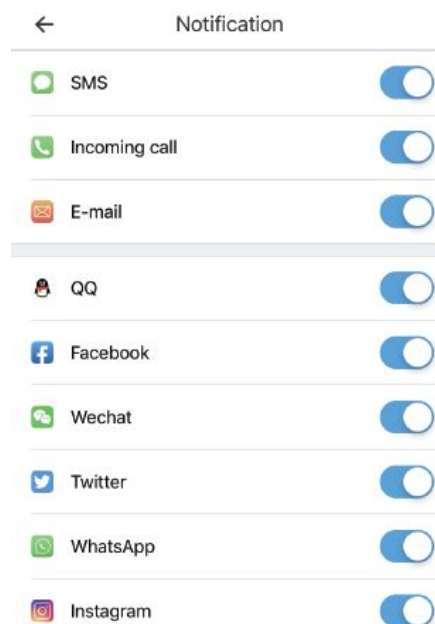 Notification
SMS
Incoming call
E-mail
QQ
Facebook
Wechat
Twitter
WhatsApp
Instagram